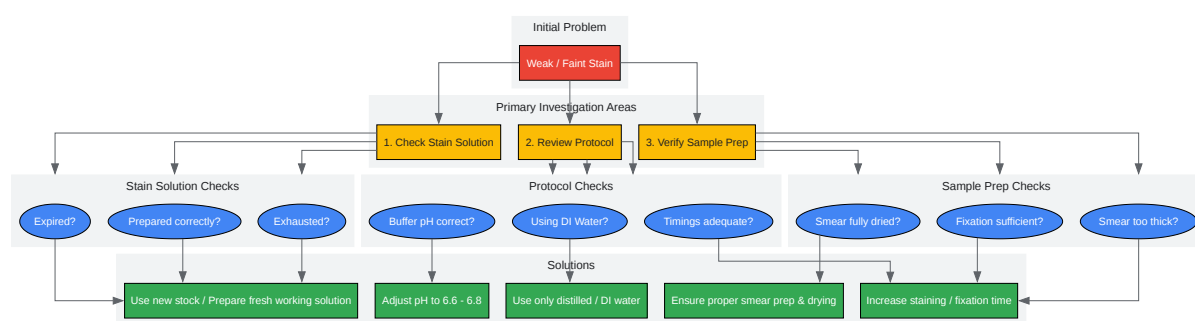 Initial Problem
Weak / Faint Stain
Primary Investigation Areas
1. Check Stain Solution
2. Review Protocol
3. Verify Sample Prep
Stain Solution Checks
Expired?
Prepared correctly?
Exhausted?
Protocol Checks
Buffer pH correct?
Using DI Water?
Timings adequate?
Sample Prep Checks
Smear fully dried?
Fixation sufficient?
Smear too thick?
Solutions
Use new stock / Prepare fresh working solution
Adjust pH to 6.6 - 6.8
Use only distilled / DI water
Ensure proper smear prep & drying
Increase staining / fixation time